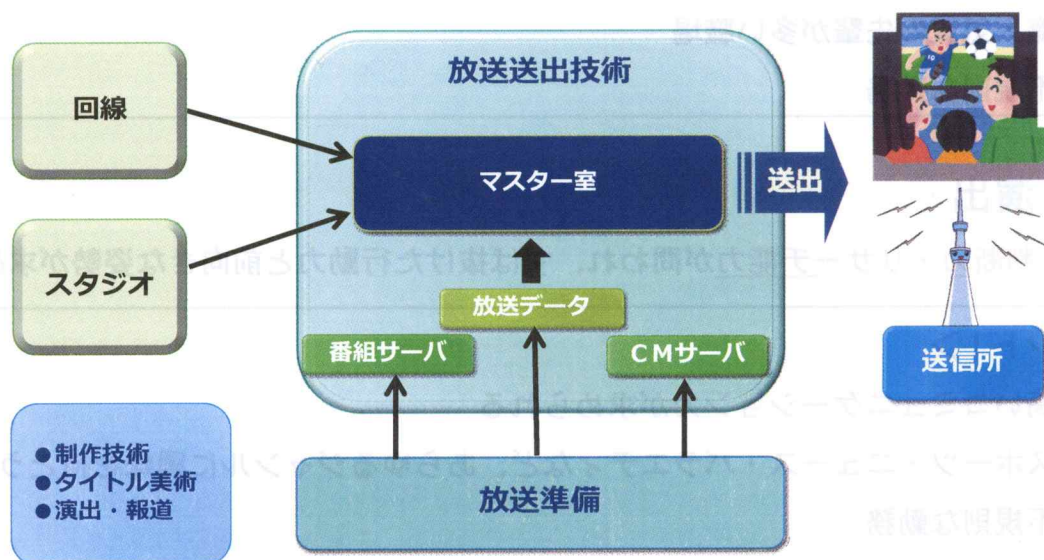 放送送出技術
回線
マスター室
送出
スタジオ
放送データ
番組サーバ
CMサーバ
送信所
●制作技術
●タイトル美術
●演出・報道
放送準備